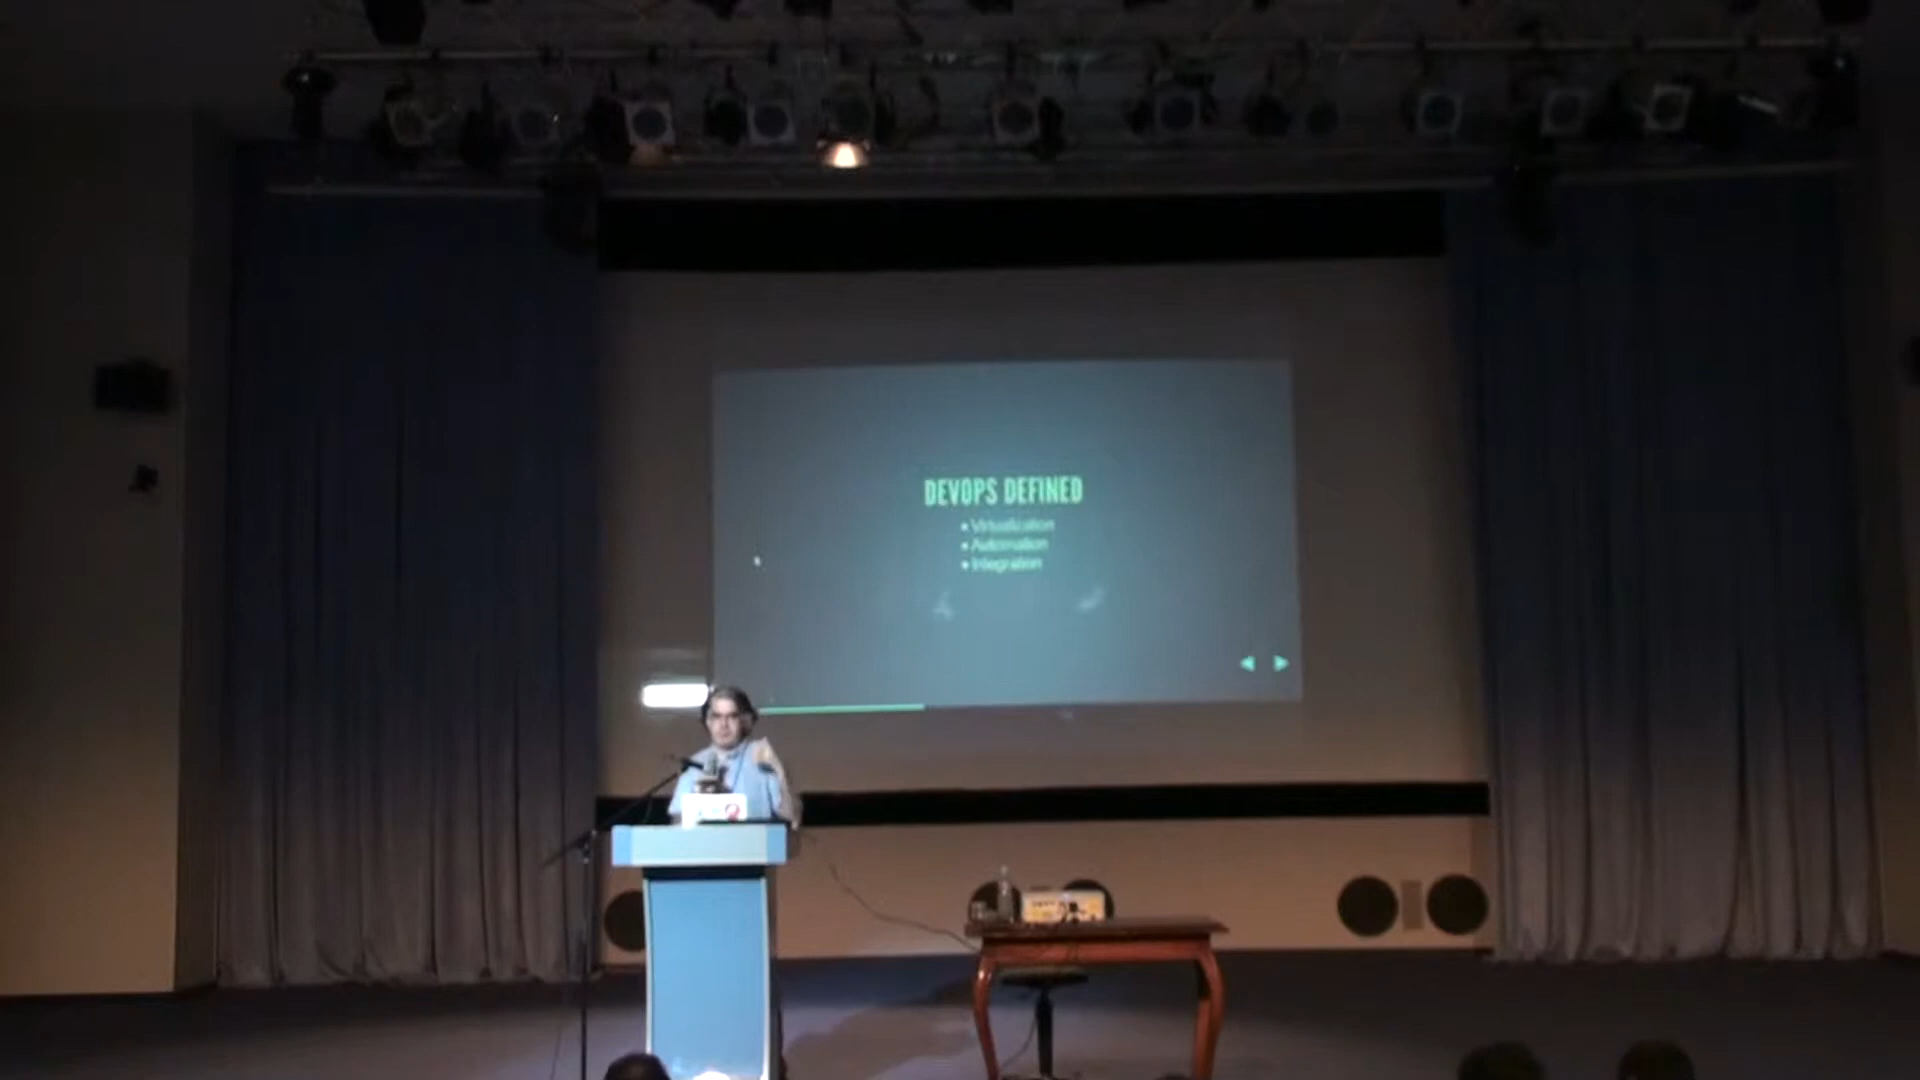 DEVOPS DEFINED
• Virtualization
• Automation
• Integration